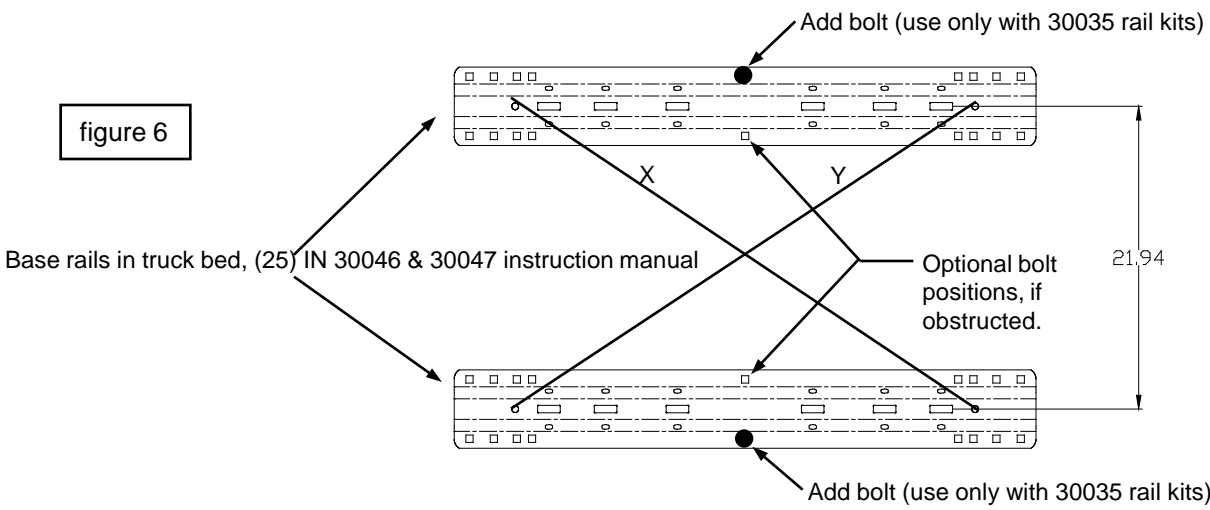 Add bolt (use only with 30035 rail kits)
figure 6
X
Y
Base rails in truck bed, (25) IN 30046 & 30047 instruction manual
Optional bolt
positions, if
obstructed.
21.94
Add bolt (use only with 30035 rail kits)